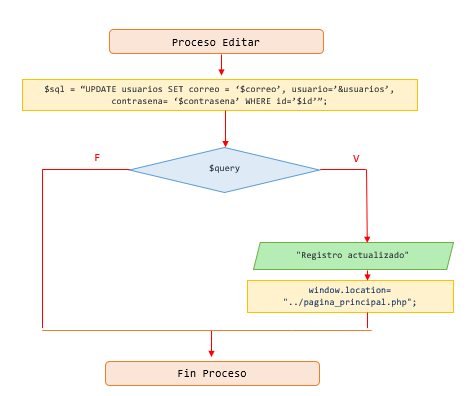 Proceso Editar
$sql = “UPDATE usuarios SET correo = ‘$correo’, usuario=’&usuarios’,
contrasena= ‘$contrasena’ WHERE id=’$id’”;
F
V
$query
"Registro actualizado"
window.location=
"../pagina_principal.php";
Fin Proceso